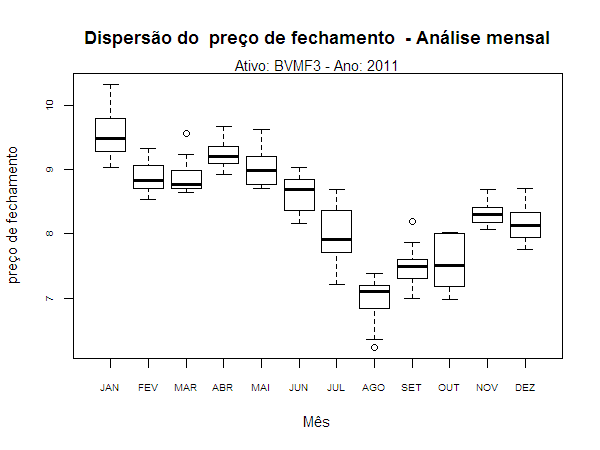 Dispersão do  preço de fechamento  - Análise mensal
Ativo: BVMF3 - Ano: 2011
preço de fechamento
10
9
8
7
JAN FEV MAR ABR MAI JUN JUL AGO SET OUT NOV DEZ
Mês